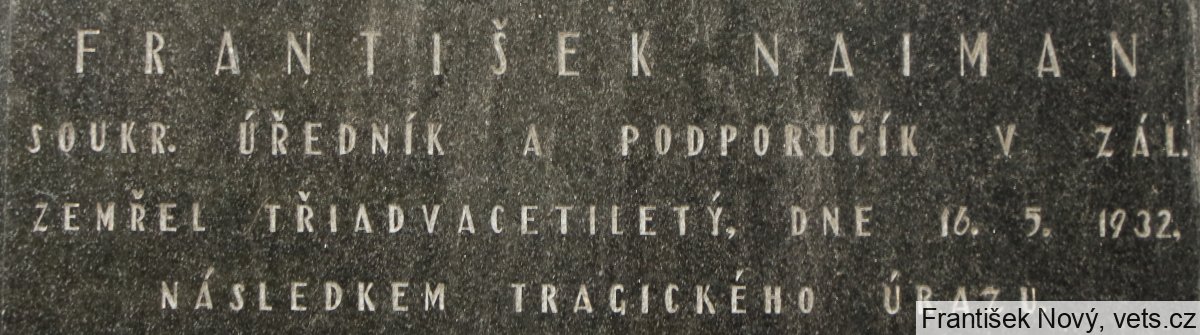 FRANTIŠEK NAIMAN
SOUKR. ÚŘEDNÍK A PODPORUČÍK V ZÁL.
ZEMŘEL TŘIADVACETILETÝ, DNE 16. 5. 1932,
NÁSLEDKEM TRAGICKÉHO ÚRAZU
František Nový, vets.cz